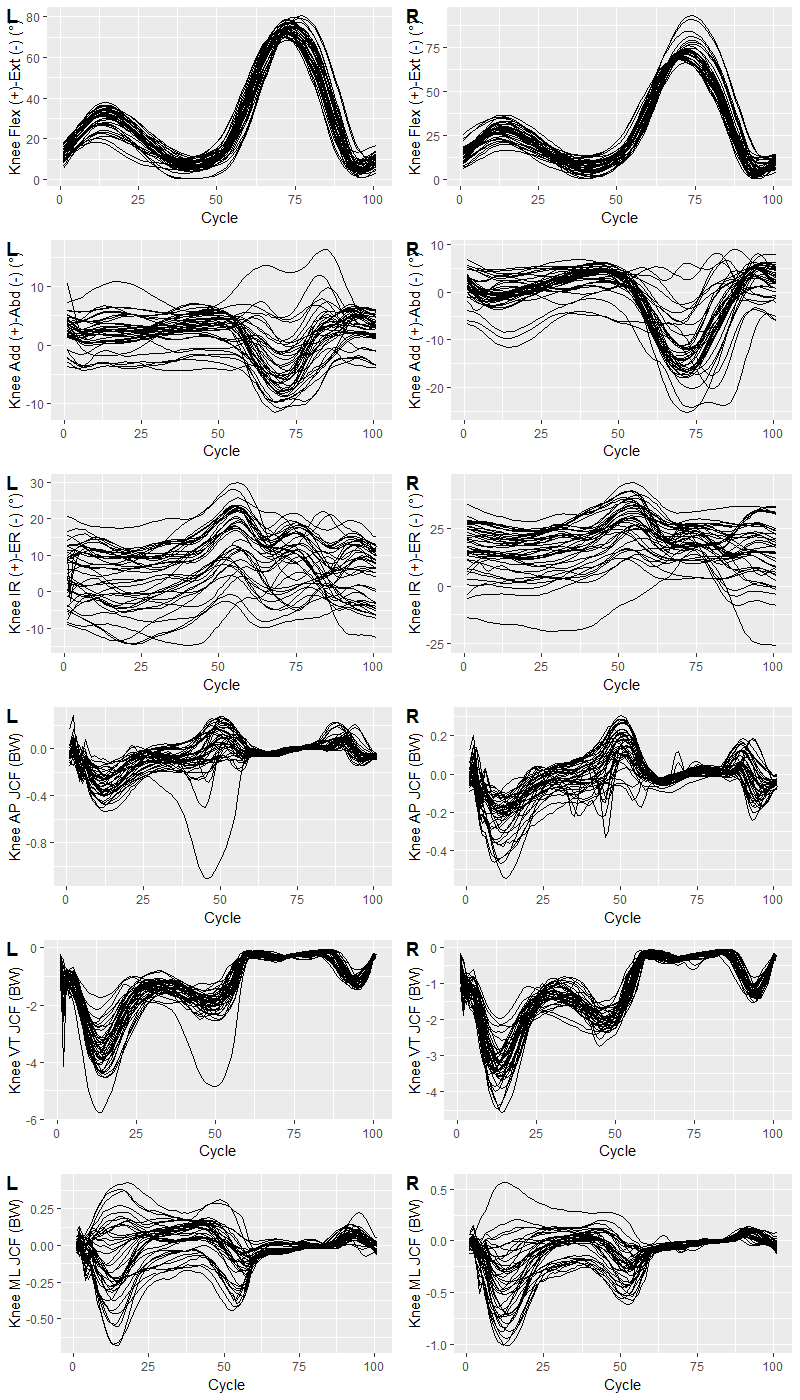 L
Knee Flex (+)-Ext (-) (°)
80
60
40
20
0
0 25 50 75 100
Cycle
R
Knee Flex (+)-Ext (-) (°)
75
50
25
0
0 25 50 75 100
Cycle
L
Knee Add (+)-Abd (-) (°)
10
0
-10
0 25 50 75 100
Cycle
R
Knee Add (+)-Abd (-) (°)
10
0
-10
-20
0 25 50 75 100
Cycle
L
Knee IR (+)-ER (-) (°)
30
20
10
0
-10
0 25 50 75 100
Cycle
R
Knee IR (+)-ER (-) (°)
25
0
-25
0 25 50 75 100
Cycle
L
Knee AP JCF (BW)
0.0
-0.4
-0.8
0 25 50 75 100
Cycle
R
Knee AP JCF (BW)
0.2
0.0
-0.2
-0.4
0 25 50 75 100
Cycle
L
Knee VT JCF (BW)
0
-2
-4
-6
0 25 50 75 100
Cycle
R
Knee VT JCF (BW)
0
-1
-2
-3
-4
0 25 50 75 100
Cycle
L
Knee ML JCF (BW)
0.25
0.00
-0.25
-0.50
0 25 50 75 100
Cycle
R
Knee ML JCF (BW)
0.5
0.0
-0.5
-1.0
0 25 50 75 100
Cycle